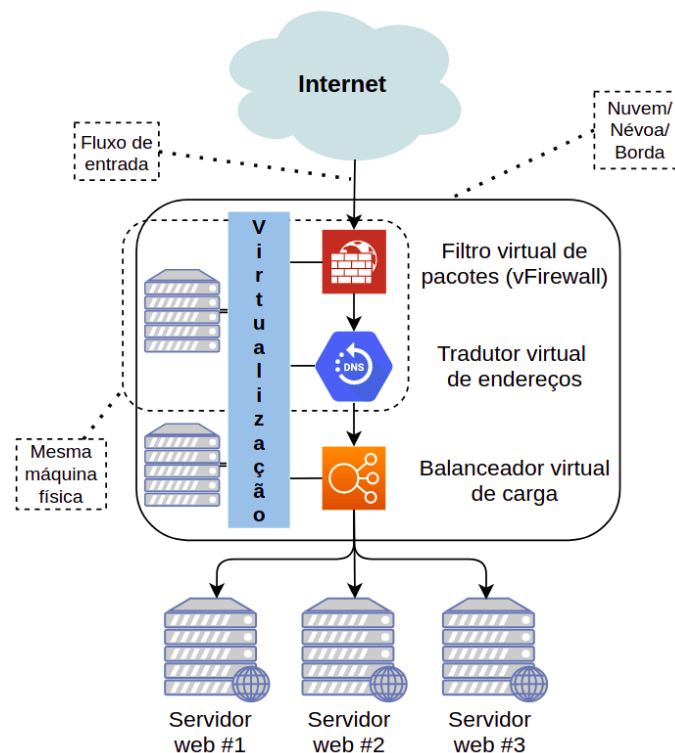 Internet
Fluxo de
entrada
Nuvem/
Névoa/
Borda
Virtualização
Filtro virtual de
pacotes (vFirewall)
DNS
Tradutor virtual
de endereços
Mesma
máquina
física
Balanceador virtual
de carga
Servidor
web #1
Servidor
web #2
Servidor
web #3